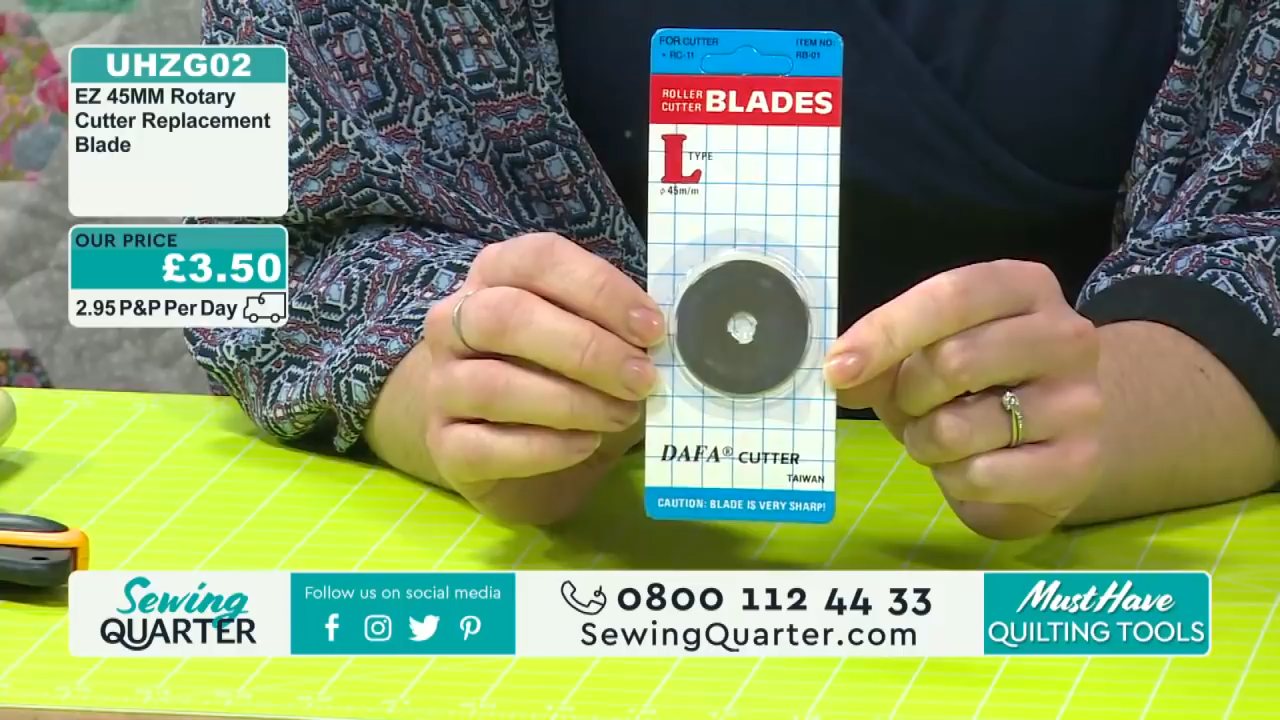 UHZG02
EZ 45MM Rotary
Cutter Replacement
Blade
OUR PRICE
£3.50
2.95 P&P Per Day
FOR CUTTER
• RC-11
ITEM NO:
RB-01
ROLLER
CUTTER
BLADES
L TYPE
ø 45m/m
DAFA® CUTTER
TAIWAN
CAUTION: BLADE IS VERY SHARP!
Sewing
QUARTER
Follow us on social media
0800 112 44 33
SewingQuarter.com
Must Have
QUILTING TOOLS